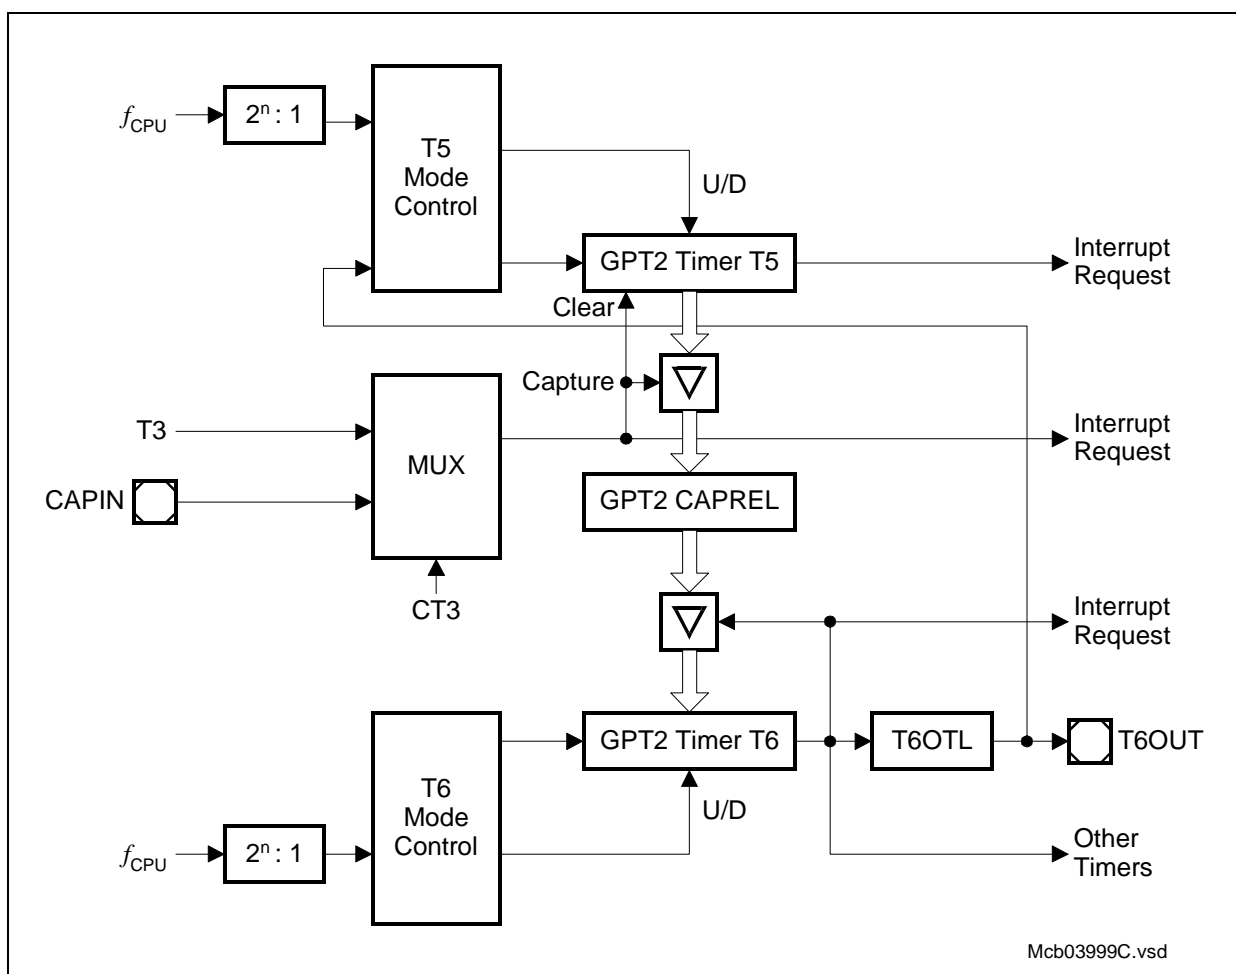 fCPU
2ⁿ : 1
T5
Mode
Control
U/D
GPT2 Timer T5
Interrupt
Request
Clear
Capture
T3
CAPIN
MUX
CT3
Interrupt
Request
GPT2 CAPREL
Interrupt
Request
GPT2 Timer T6
T6OTL
T6OUT
T6
Mode
Control
U/D
fCPU
2ⁿ : 1
Other
Timers
Mcb03999C.vsd